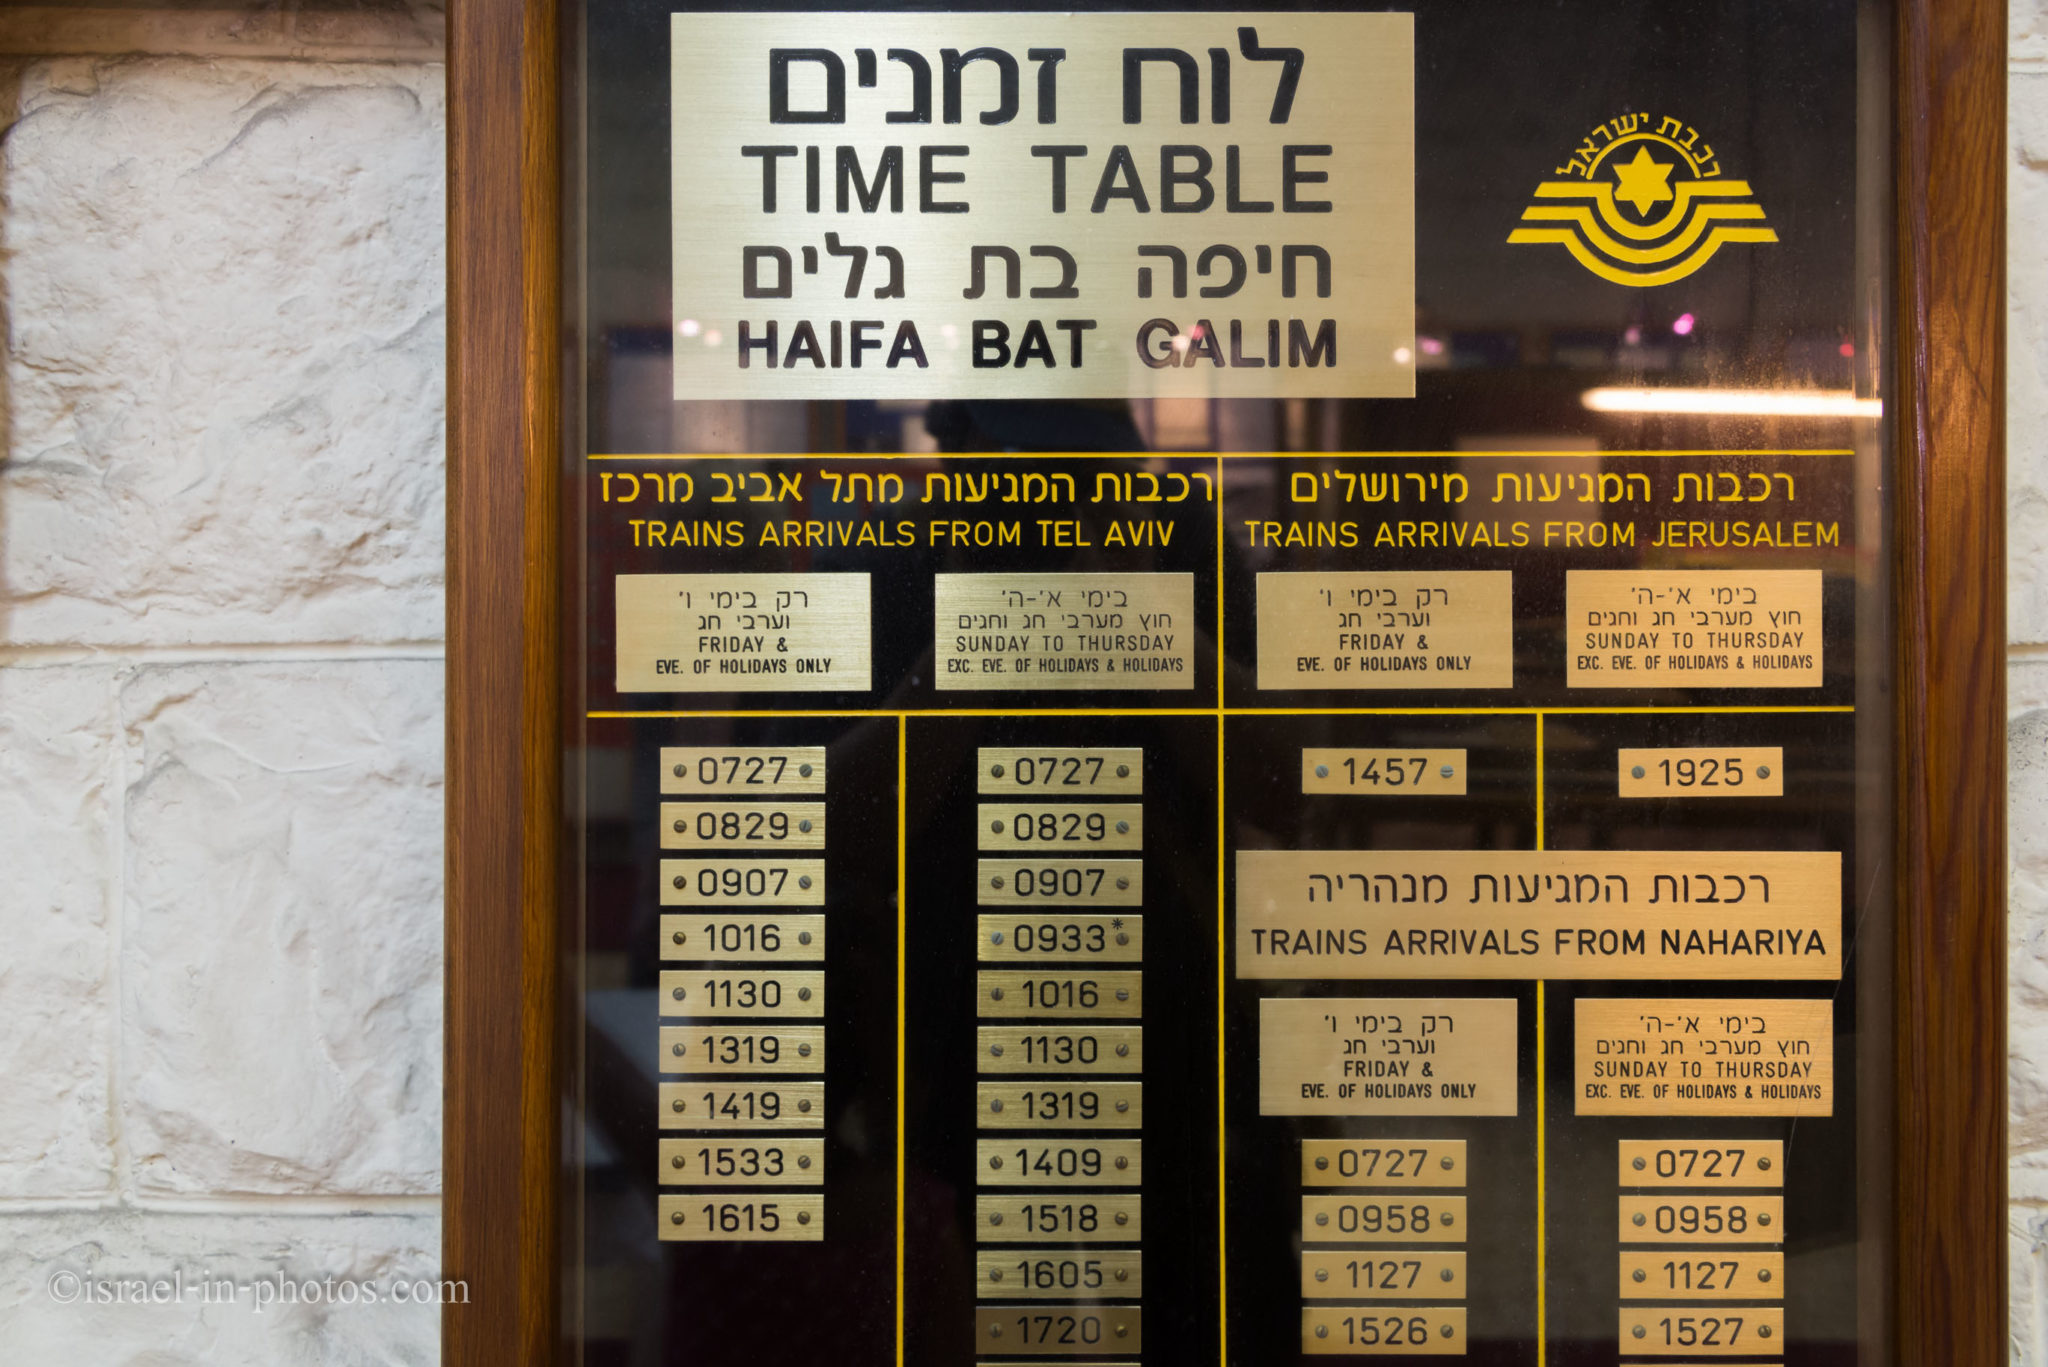 לוח זמנים
TIME TABLE
חיפה בת גלים
HAIFA BAT GALIM
רכבת ישראל
רכבות המגיעות מתל אביב מרכז
TRAINS ARRIVALS FROM TEL AVIV
רק בימי ו'
וערבי חג
FRIDAY &
EVE. OF HOLIDAYS ONLY
0727
0829
0907
1016
1130
1319
1419
1533
1615
בימי א'-ה'
חוץ מערבי חג וחגים
SUNDAY TO THURSDAY
EXC. EVE. OF HOLIDAYS & HOLIDAYS
0727
0829
0907
0933*
1016
1130
1319
1409
1518
1605
1720
רכבות המגיעות מירושלים
TRAINS ARRIVALS FROM JERUSALEM
רק בימי ו'
וערבי חג
FRIDAY &
EVE. OF HOLIDAYS ONLY
1457
בימי א'-ה'
חוץ מערבי חג וחגים
SUNDAY TO THURSDAY
EXC. EVE. OF HOLIDAYS & HOLIDAYS
1925
רכבות המגיעות מנהריה
TRAINS ARRIVALS FROM NAHARIYA
רק בימי ו'
וערבי חג
FRIDAY &
EVE. OF HOLIDAYS ONLY
0727
0958
1127
1526
בימי א'-ה'
חוץ מערבי חג וחגים
SUNDAY TO THURSDAY
EXC. EVE. OF HOLIDAYS & HOLIDAYS
0727
0958
1127
1527
©israel-in-photos.com